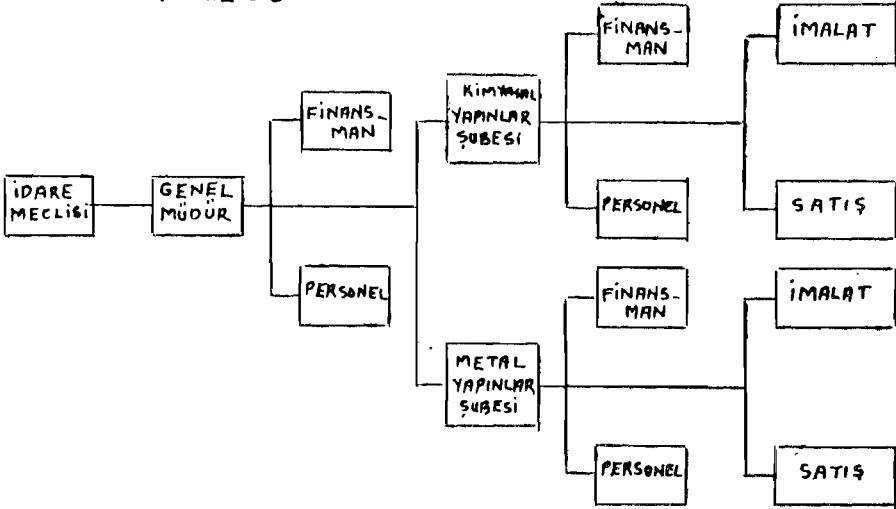 İDARE
MECLİSİ
GENEL
MÜDÜR
FİNANS-
MAN
PERSONEL
KİMYASAL
YAPINLAR
ŞUBESİ
FİNANS-
MAN
PERSONEL
İMALAT
SATIŞ
METAL
YAPINLAR
ŞUBESİ
FİNANS-
MAN
PERSONEL
İMALAT
SATIŞ